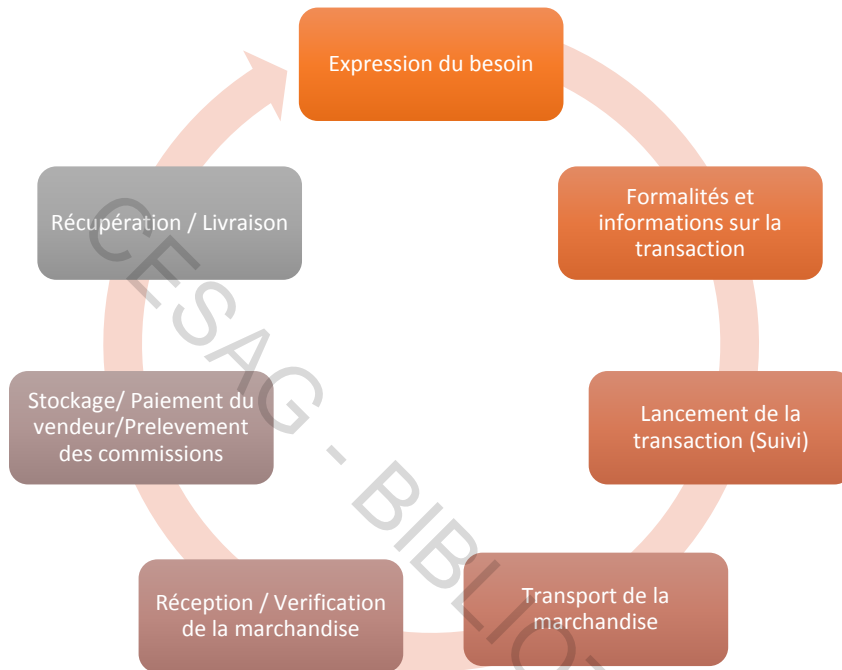 Expression du besoin
Formalités et
informations sur la
transaction
Lancement de la
transaction (Suivi)
Transport de la
marchandise
Réception / Verification
de la marchandise
Stockage/ Paiement du
vendeur/Prelevement
des commissions
Récupération / Livraison
CESAG - BIBLIOT